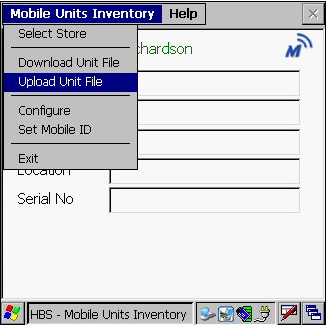 Mobile Units Inventory Help
Select Store
chardson
Download Unit File
Upload Unit File
Configure
Set Mobile ID
Exit
Location
Serial No
HBS - Mobile Units Inventory